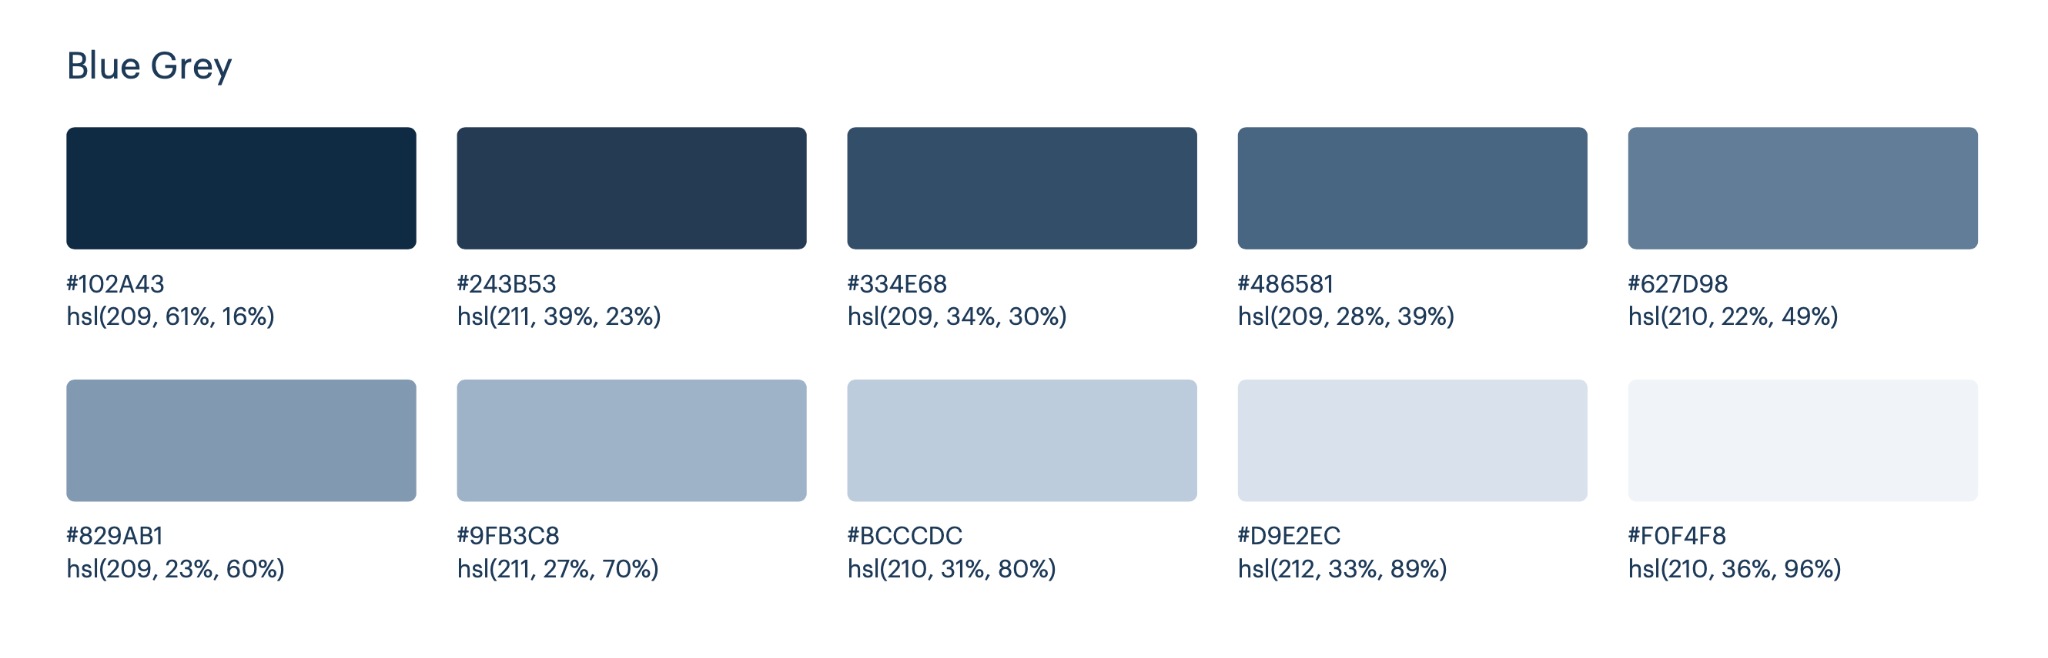 Blue Grey
#102A43
hsl(209, 61%, 16%)
#243B53
hsl(211, 39%, 23%)
#334E68
hsl(209, 34%, 30%)
#486581
hsl(209, 28%, 39%)
#627D98
hsl(210, 22%, 49%)
#829AB1
hsl(209, 23%, 60%)
#9FB3C8
hsl(211, 27%, 70%)
#BCCCDC
hsl(210, 31%, 80%)
#D9E2EC
hsl(212, 33%, 89%)
#F0F4F8
hsl(210, 36%, 96%)